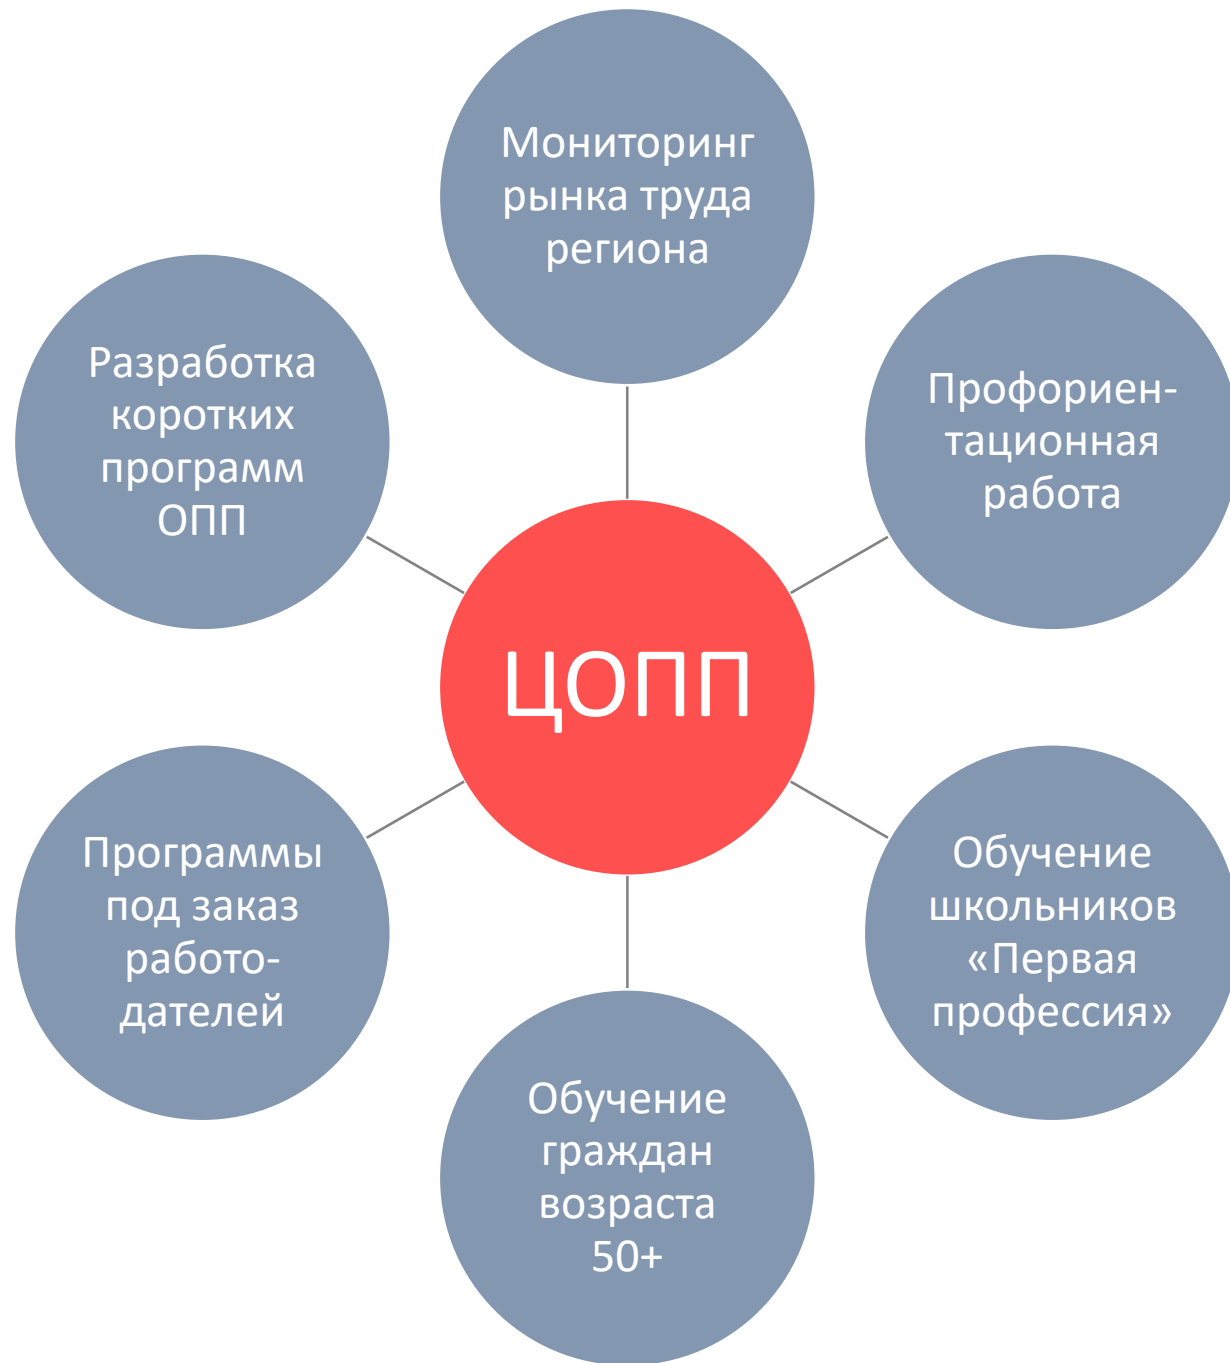 Мониторинг
рынка труда
региона
Профориен-
тационная
работа
Обучение
школьников
«Первая
профессия»
Обучение
граждан
возраста
50+
Программы
под заказ
работо-
дателей
Разработка
коротких
программ
ОПП
ЦОПП